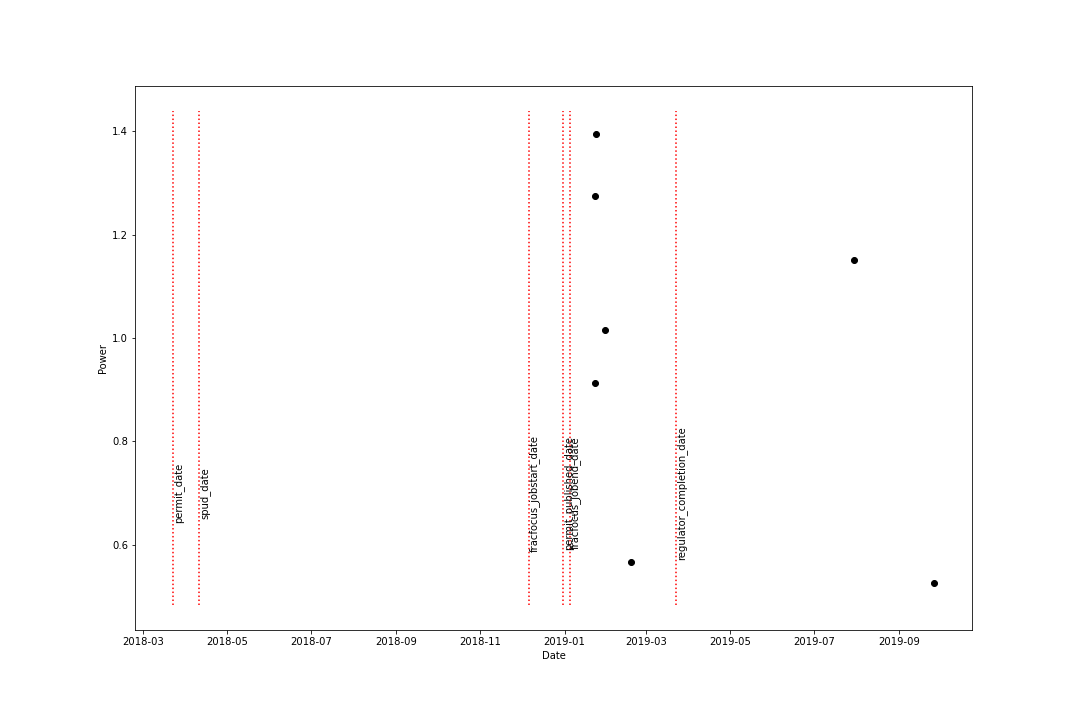 1.4
1.2
1.0
0.8
0.6
Power
permit_date
spud_date
fracfocus_jobstart_date
permit_published_date
fracfocus_jobend_date
regulator_completion_date
2018-03
2018-05
2018-07
2018-09
2018-11
2019-01
2019-03
2019-05
2019-07
2019-09
Date